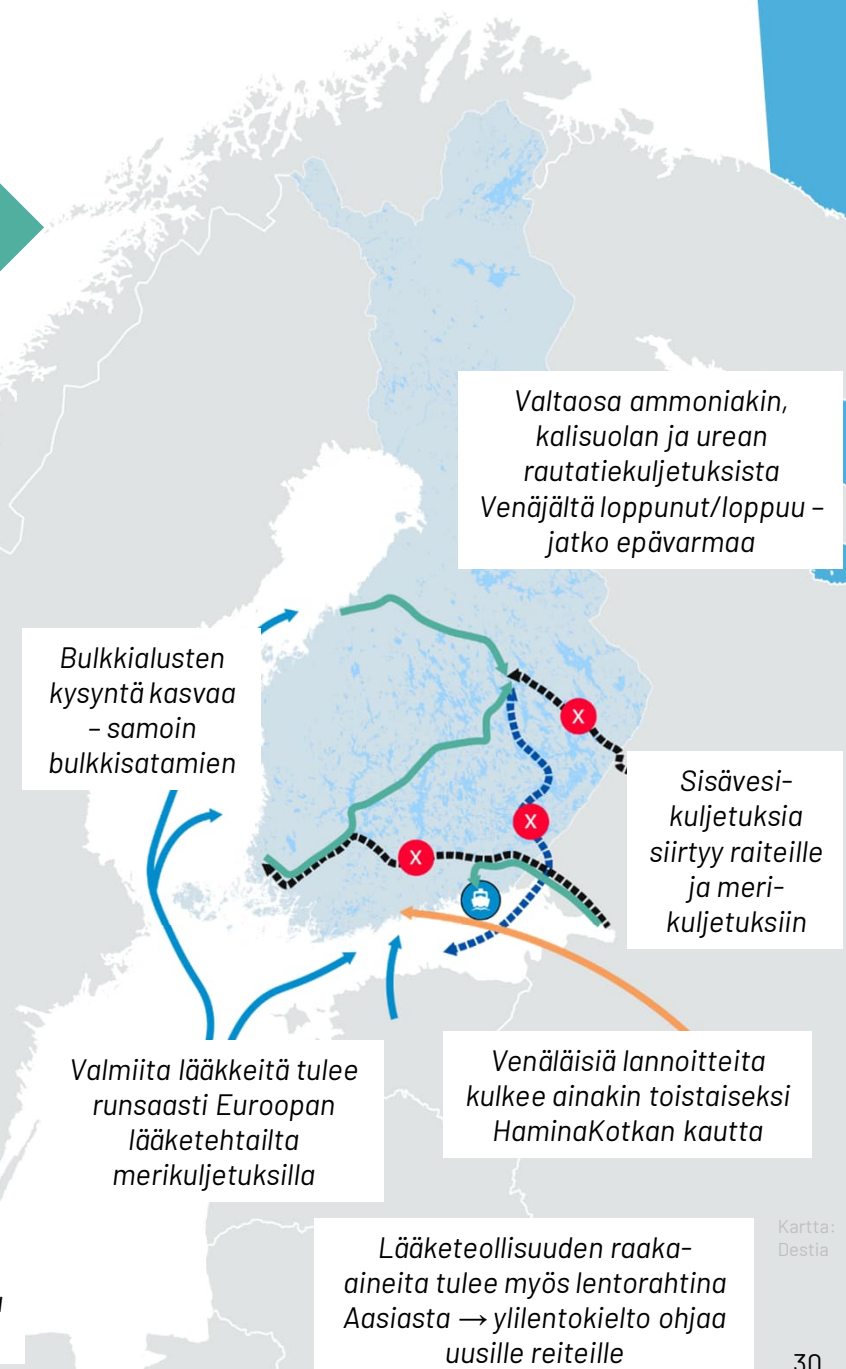 Valtaosa ammoniakin,
kalisuolan ja urean
rautatiekuljetuksista
Venäjältä loppunut/loppuu –
jatko epävarmaa
Bulkkialusten
kysyntä kasvaa
– samoin
bulkkisatamien
X
X
X
Sisävesi-
kuljetuksia
siirtyy raiteille
ja meri-
kuljetuksiin
Valmiita lääkkeitä tulee
runsaasti Euroopan
lääketehtailta
merikuljetuksilla
Venäläisiä lannoitteita
kulkee ainakin toistaiseksi
HaminaKotkan kautta
Kartta:
Destia
Lääketeollisuuden raaka-
aineita tulee myös lentorahtina
Aasiasta → ylilentokielto ohjaa
uusille reiteille
30